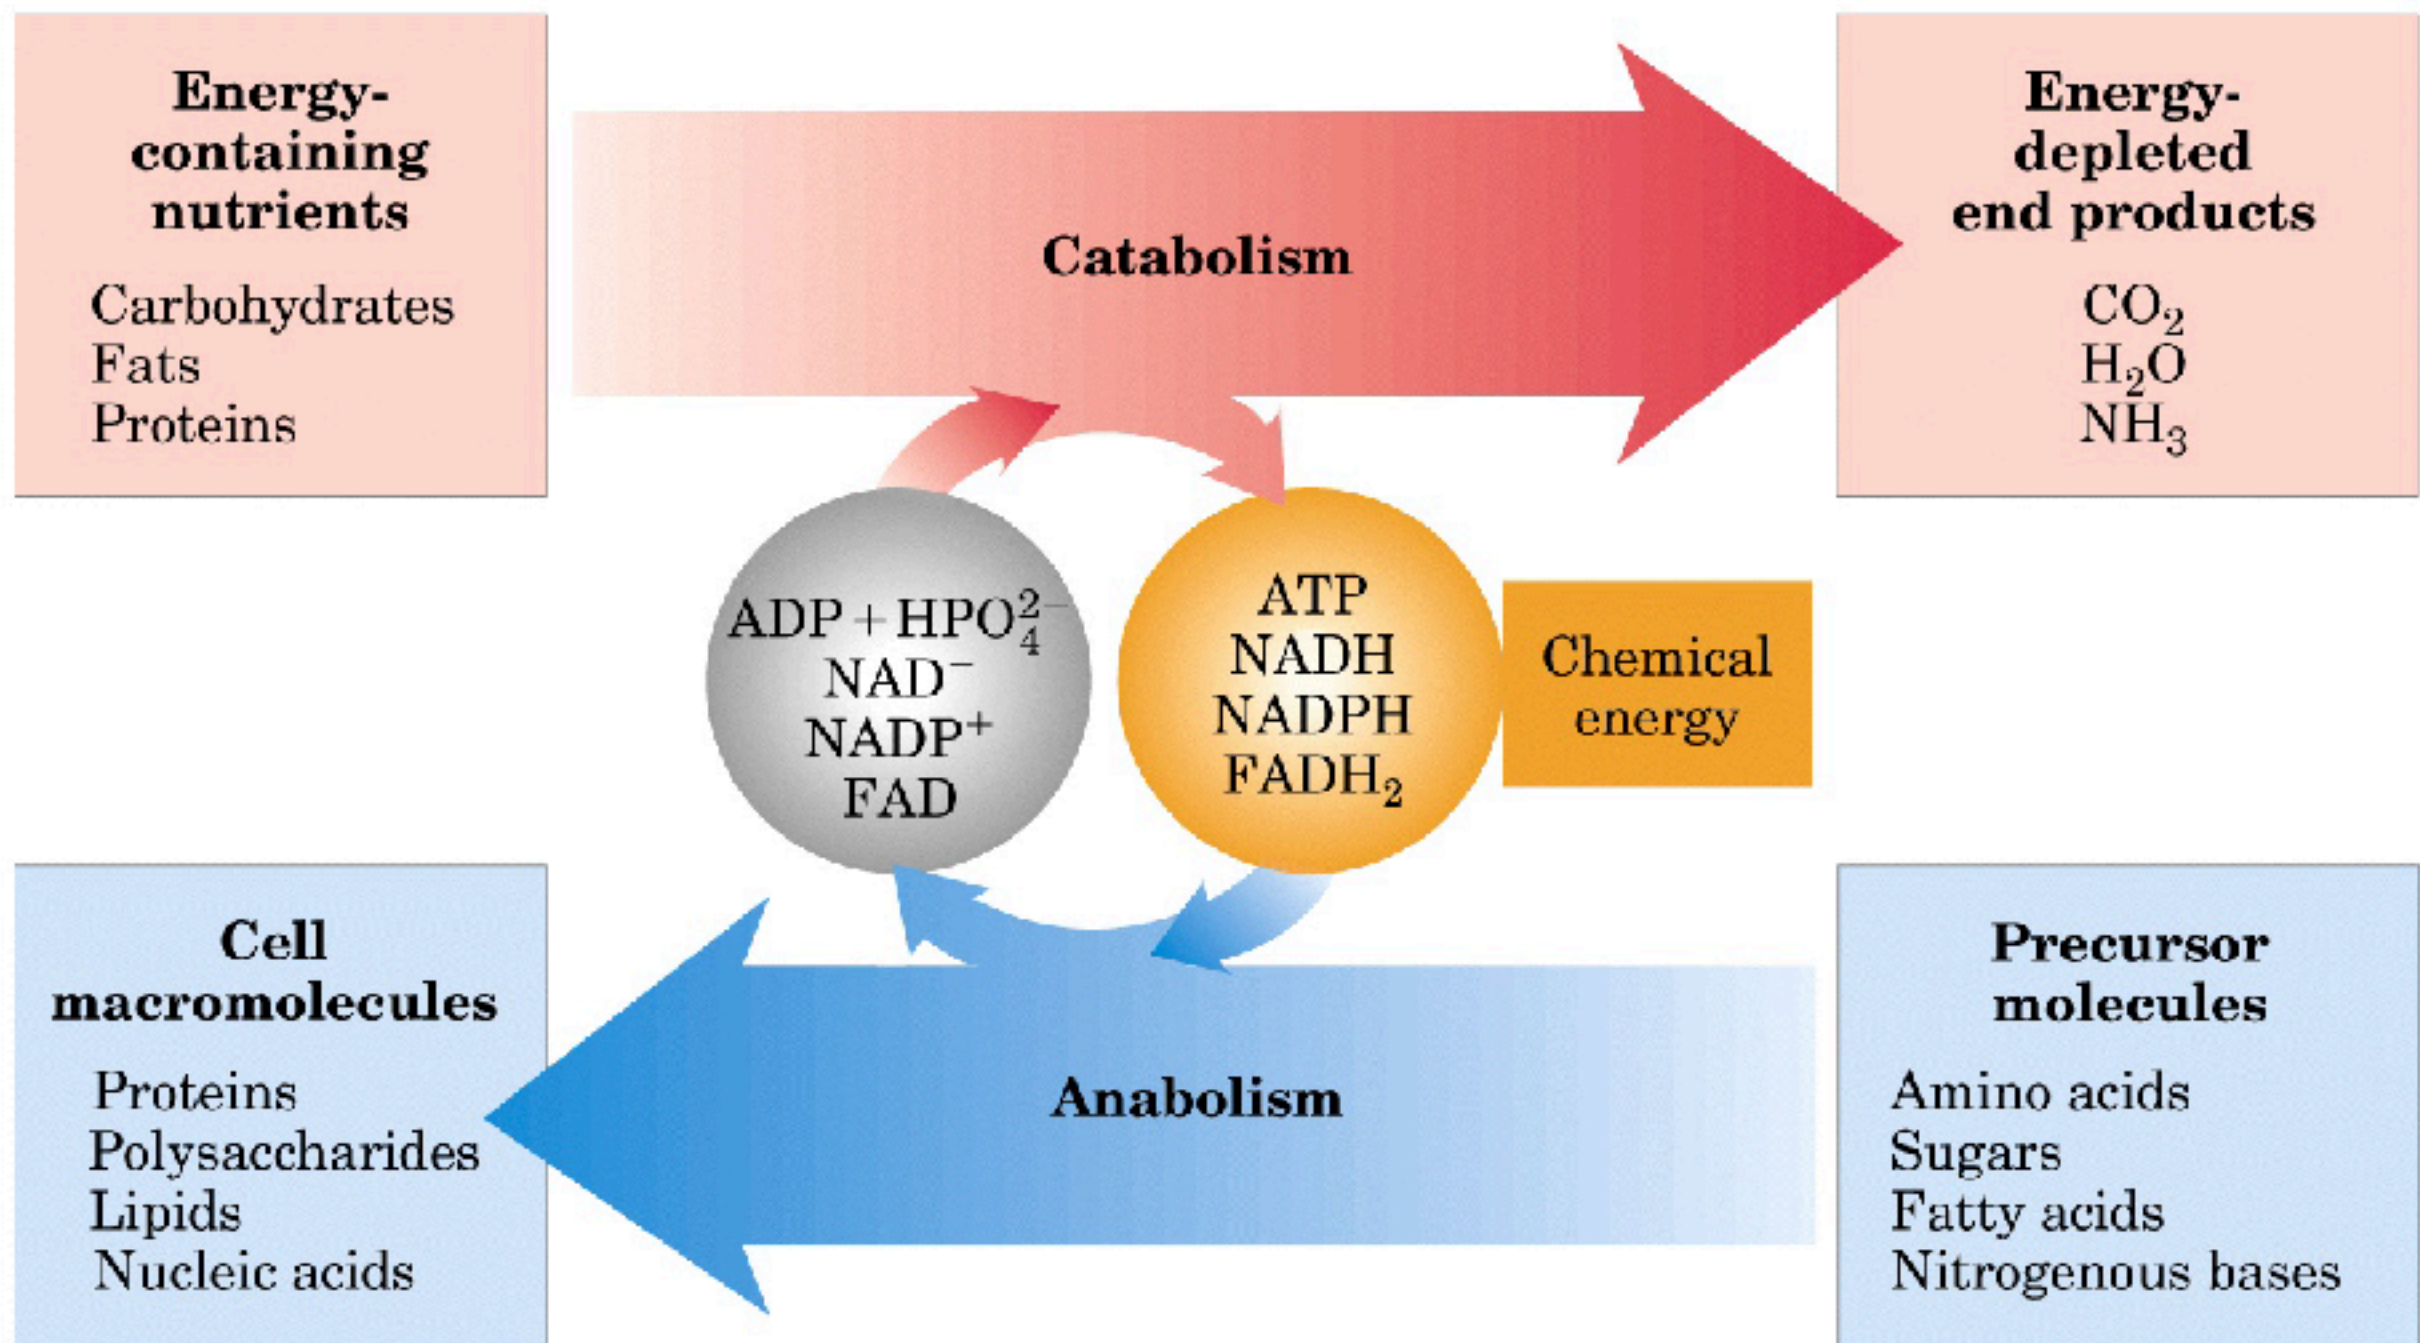 Energy-
containing
nutrients
Carbohydrates
Fats
Proteins
Catabolism
Energy-
depleted
end products
CO₂
H₂O
NH₃
ADP + HPO₄²⁻
NAD⁻
NADP⁺
FAD
ATP
NADH
NADPH
FADH₂
Chemical
energy
Cell
macromolecules
Proteins
Polysaccharides
Lipids
Nucleic acids
Anabolism
Precursor
molecules
Amino acids
Sugars
Fatty acids
Nitrogenous bases